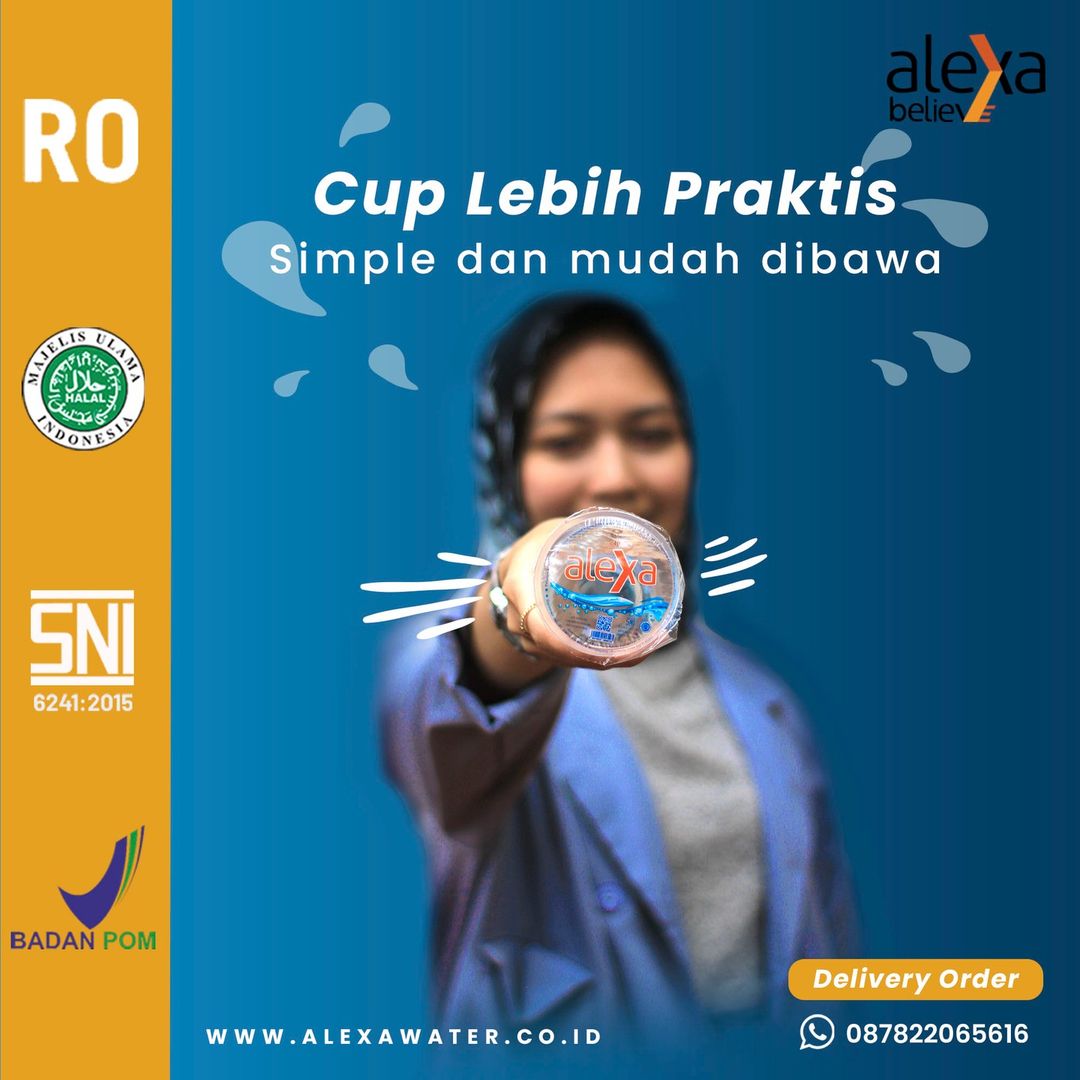 RO
MAJELIS ULAMA
حلال
HALAL
INDONESIA
SNI
6241:2015
BADAN POM
alexa
believe
Cup Lebih Praktis
Simple dan mudah dibawa
alexa
Delivery Order
087822065616
WWW.ALEXAWATER.CO.ID